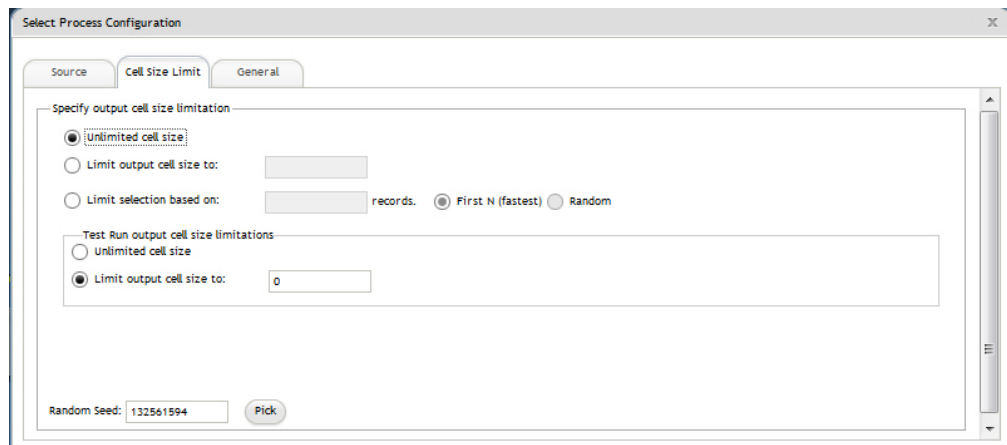 Select Process Configuration X
Source Cell Size Limit General
Specify output cell size limitation
Unlimited cell size
Limit output cell size to:
Limit selection based on: records. First N (fastest) Random
Test Run output cell size limitations
Unlimited cell size
Limit output cell size to: 0
Random Seed: 132561594 Pick